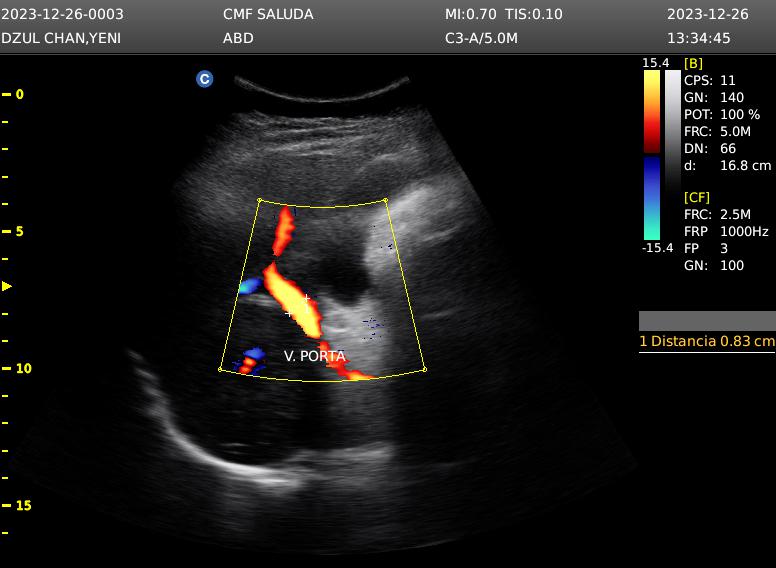 2023-12-26-0003 CMF SALUDA MI:0.70 TIS:0.10 2023-12-26
DZUL CHAN,YENI ABD C3-A/5.0M 13:34:45
C
15.4 [B]
CPS: 11
GN: 140
POT: 100 %
FRC: 5.0M
DN: 66
d: 16.8 cm
[CF]
FRC: 2.5M
FRP 1000Hz
-15.4 FP 3
GN: 100
0
5
10
15
V. PORTA
1 Distancia 0.83 cm